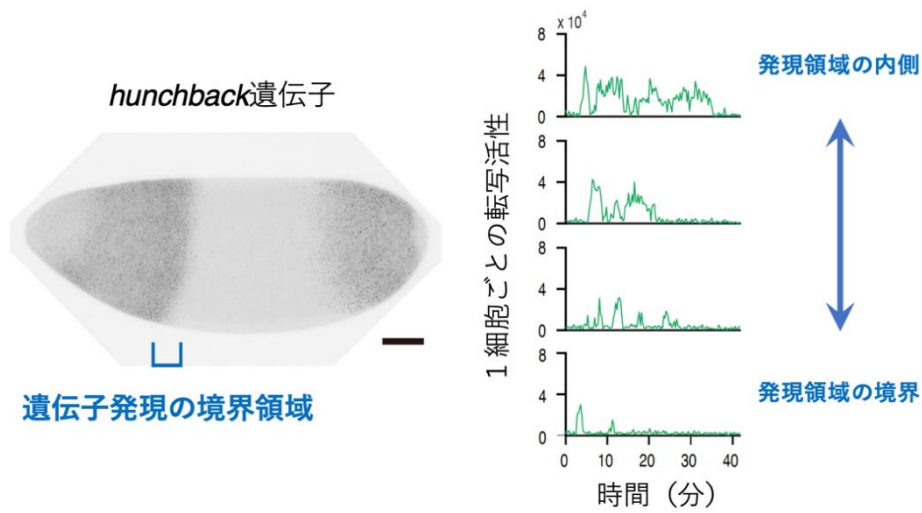 hunchback遺伝子
遺伝子発現の境界領域
1細胞ごとの転写活性
x 10⁴
8
4
0
8
4
0
8
4
0
8
4
0
0
10
20
30
40
時間（分）
発現領域の内側
発現領域の境界